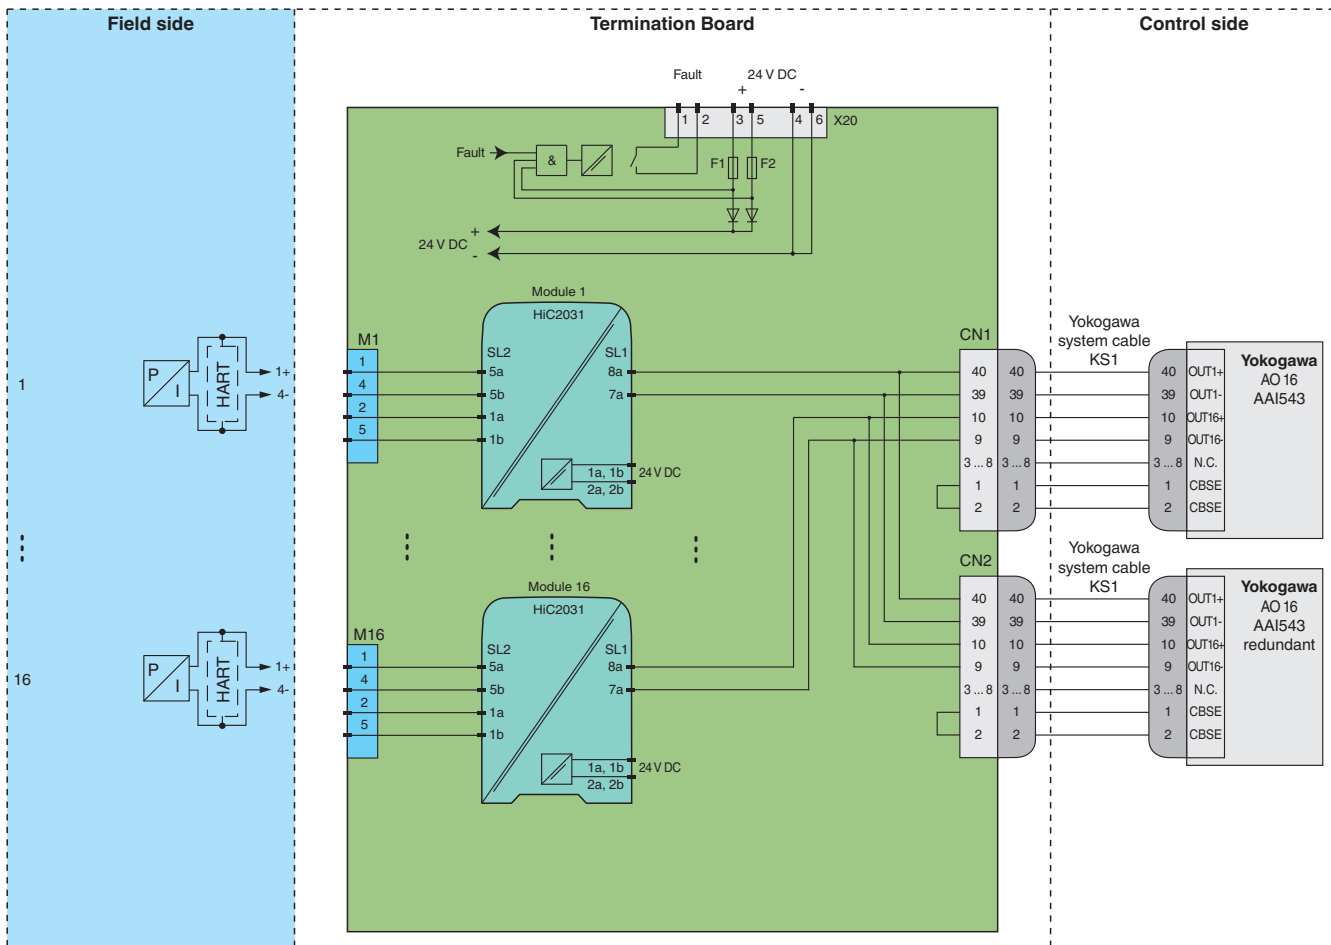 Field side
Termination Board
Control side
Fault
24 V DC
+
-
1
2
3
5
4
6
X20
Fault
&
F1
F2
+
24 V DC
-
Module 1
HiC2031
M1
1
4
2
5
SL2
5a
5b
1a
1b
SL1
8a
7a
1a, 1b
2a, 2b
24 V DC
1
P
I
HART
1+
4-
CN1
40
39
10
9
3 ... 8
1
2
40
39
10
9
3 ... 8
1
2
Yokogawa
system cable
KS1
40
39
10
9
3 ... 8
1
2
OUT1+
OUT1-
OUT16+
OUT16-
N.C.
CBSE
CBSE
Yokogawa
AO 16
AAI543
Module 16
HiC2031
M16
1
4
2
5
SL2
5a
5b
1a
1b
SL1
8a
7a
1a, 1b
2a, 2b
24 V DC
16
P
I
HART
1+
4-
CN2
40
39
10
9
3 ... 8
1
2
40
39
10
9
3 ... 8
1
2
Yokogawa
system cable
KS1
40
39
10
9
3 ... 8
1
2
OUT1+
OUT1-
OUT16+
OUT16-
N.C.
CBSE
CBSE
Yokogawa
AO 16
AAI543
redundant